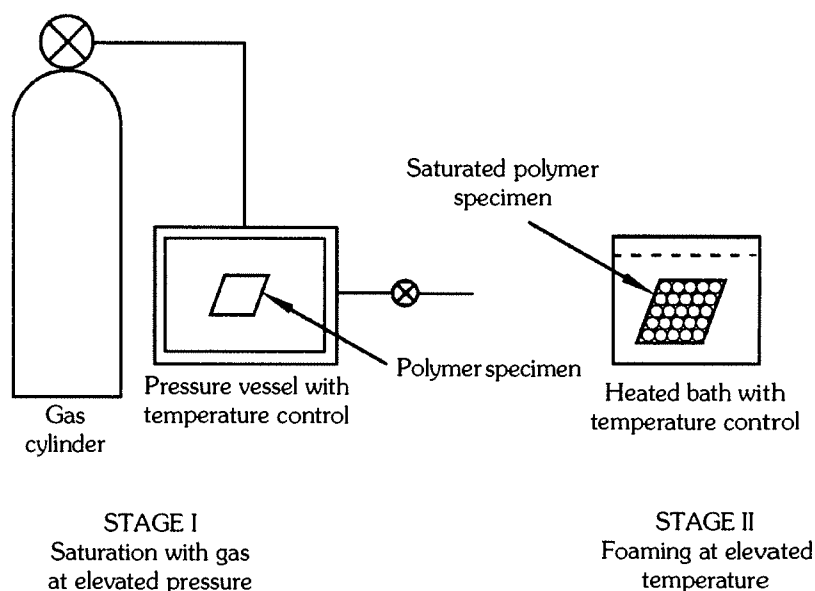 Saturated polymer
specimen
Polymer specimen
Pressure vessel with
temperature control
Heated bath with
temperature control
Gas
cylinder
STAGE I
Saturation with gas
at elevated pressure
STAGE II
Foaming at elevated
temperature